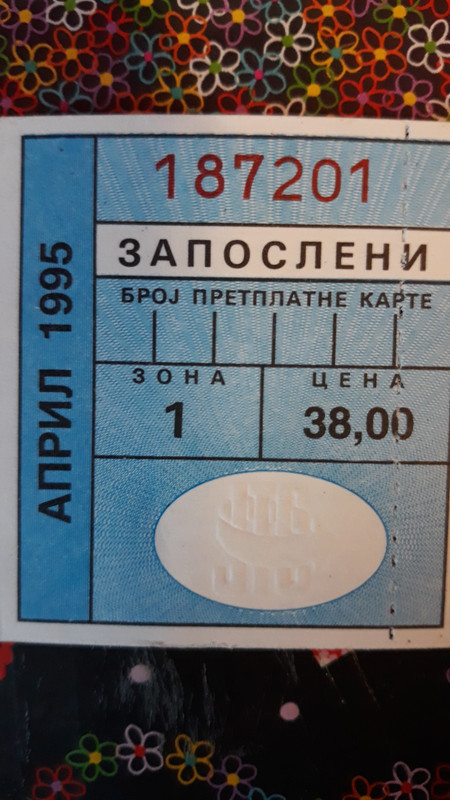 187201
ЗАПОСЛЕНИ
БРОЈ ПРЕТПЛАТНЕ КАРТЕ
ЗОНА ЦЕНА
1 38,00
АПРИЛ 1995